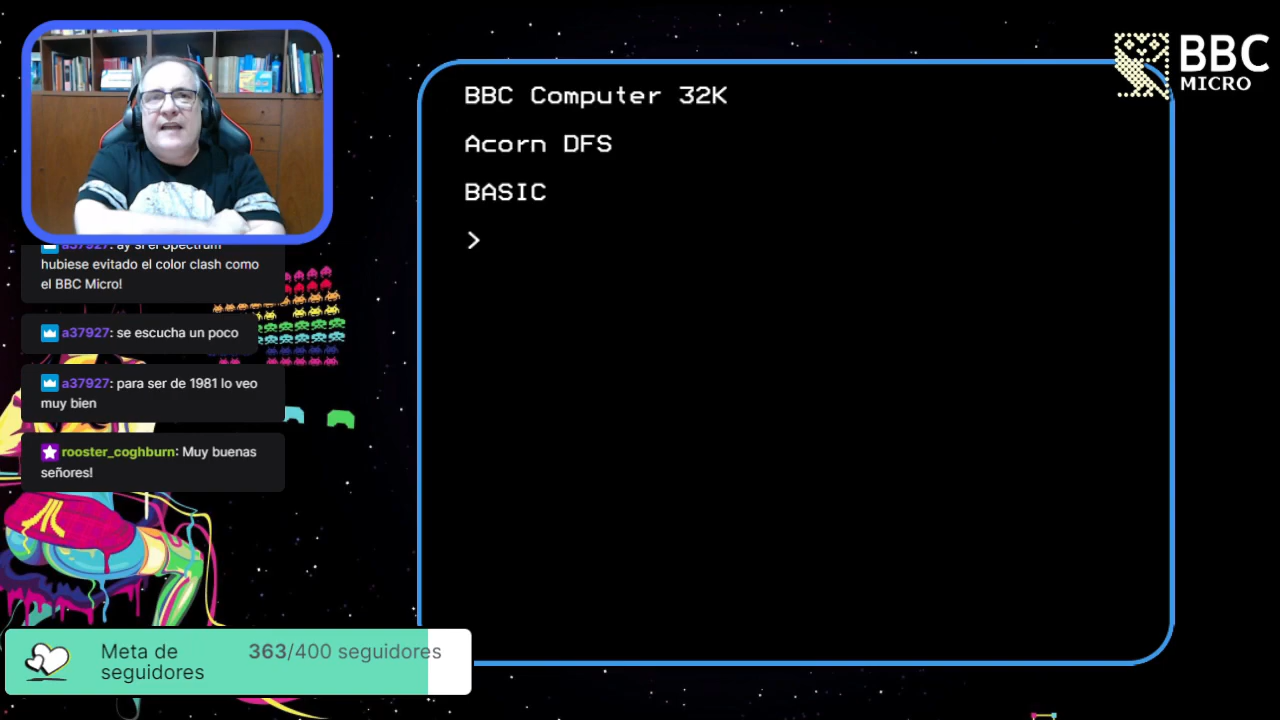 BBC
MICRO
BBC Computer 32K
Acorn DFS
BASIC
>
a37927: ay si el Spectrum
hubiese evitado el color clash como
el BBC Micro!
a37927: se escucha un poco
a37927: para ser de 1981 lo veo
muy bien
rooster_coghburn: Muy buenas
señores!
Meta de
seguidores
363/400 seguidores